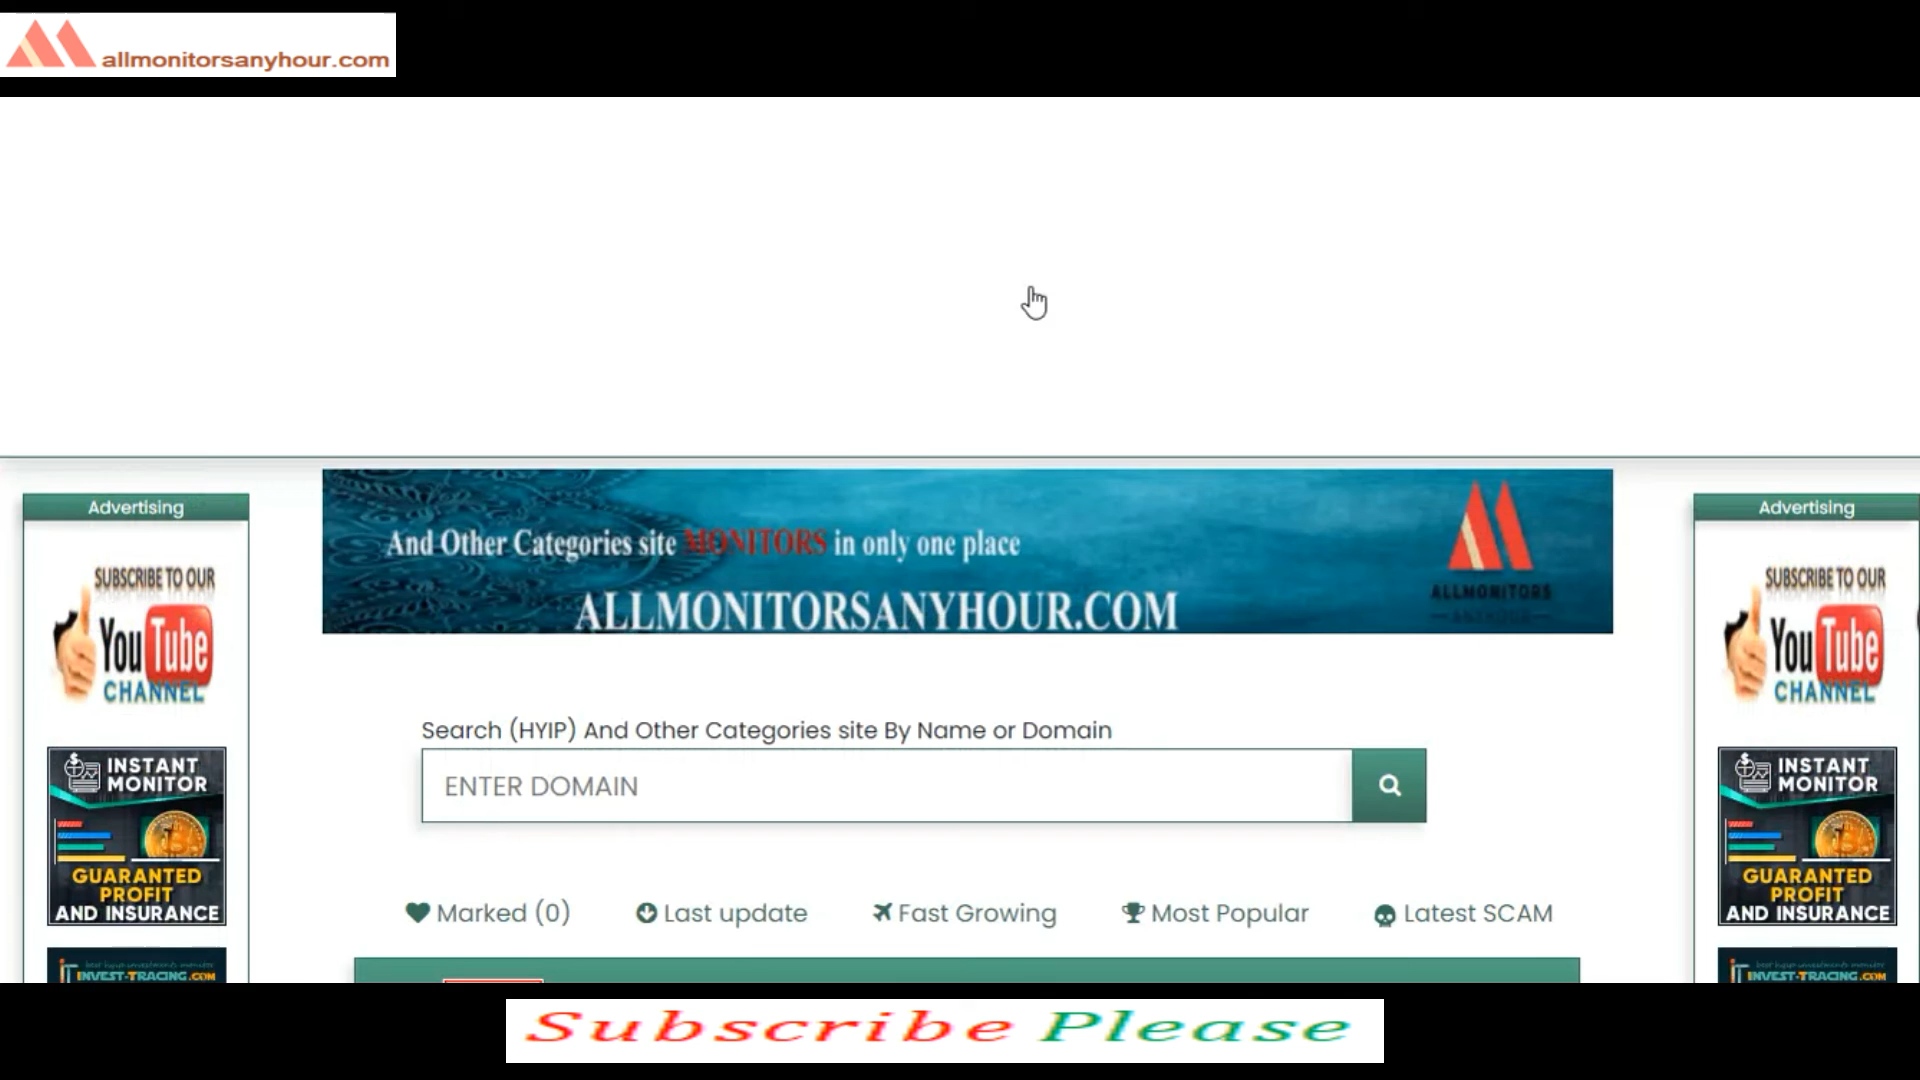 allmonitorsanyhour.com
Advertising
SUBSCRIBE TO OUR
YouTube
CHANNEL
INSTANT
MONITOR
GUARANTED
PROFIT
AND INSURANCE
INVEST-TRACING.COM
And Other Categories site MONITORS in only one place
ALLMONITORSANYHOUR.COM
ALLMONITORS
ANYHOUR
Search (HYIP) And Other Categories site By Name or Domain
ENTER DOMAIN
Marked (0)
Last update
Fast Growing
Most Popular
Latest SCAM
Advertising
SUBSCRIBE TO OUR
YouTube
CHANNEL
INSTANT
MONITOR
GUARANTED
PROFIT
AND INSURANCE
INVEST-TRACING.COM
Subscribe Please